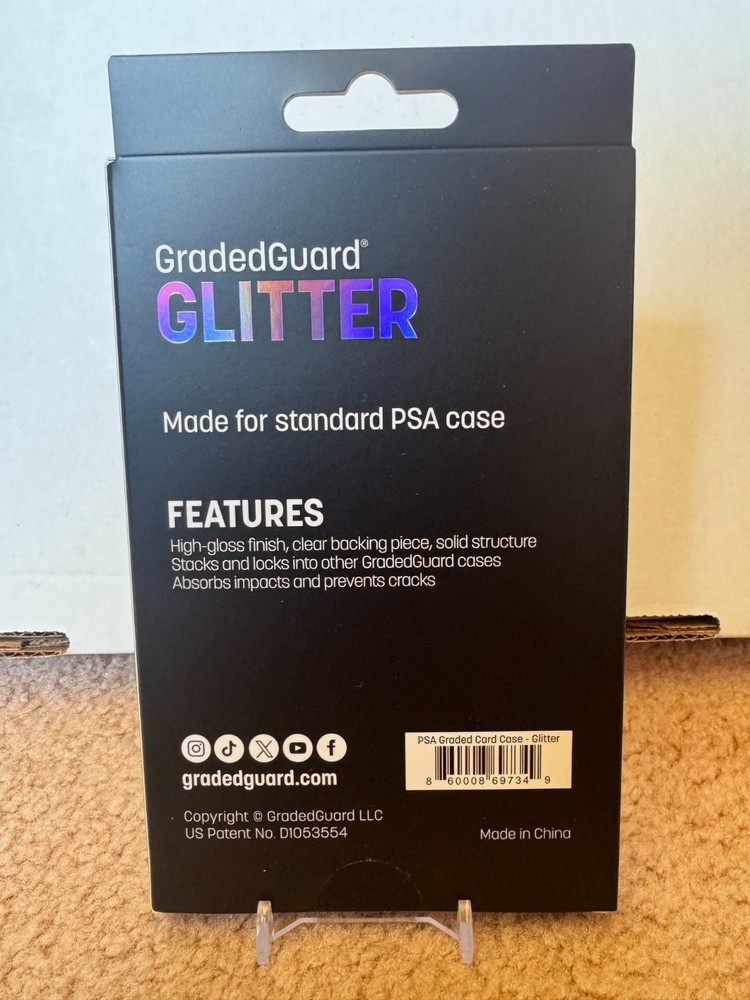 GradedGuard®
GLITTER
Made for standard PSA case
FEATURES
High-gloss finish, clear backing piece, solid structure
Stacks and locks into other GradedGuard cases
Absorbs impacts and prevents cracks
gradedguard.com
PSA Graded Card Case - Glitter
8 60008 69734 9
Copyright © GradedGuard LLC
US Patent No. D1053554
Made in China